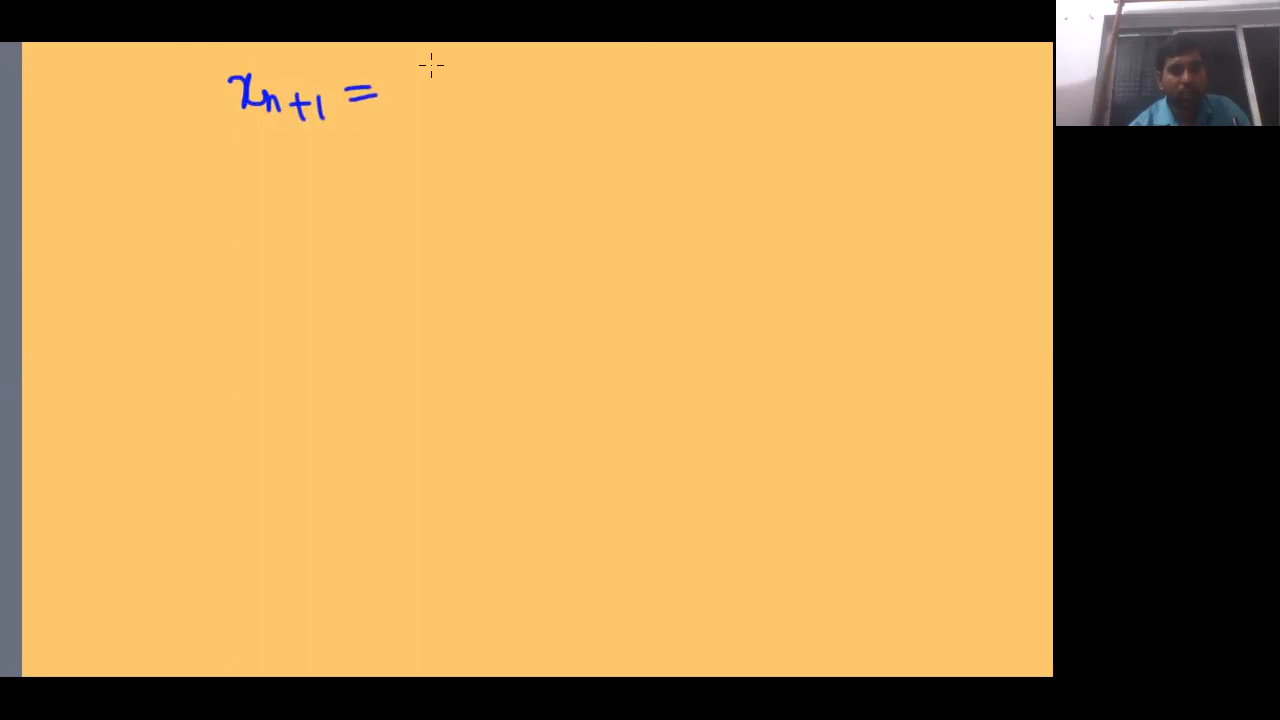 xₙ₊₁ =